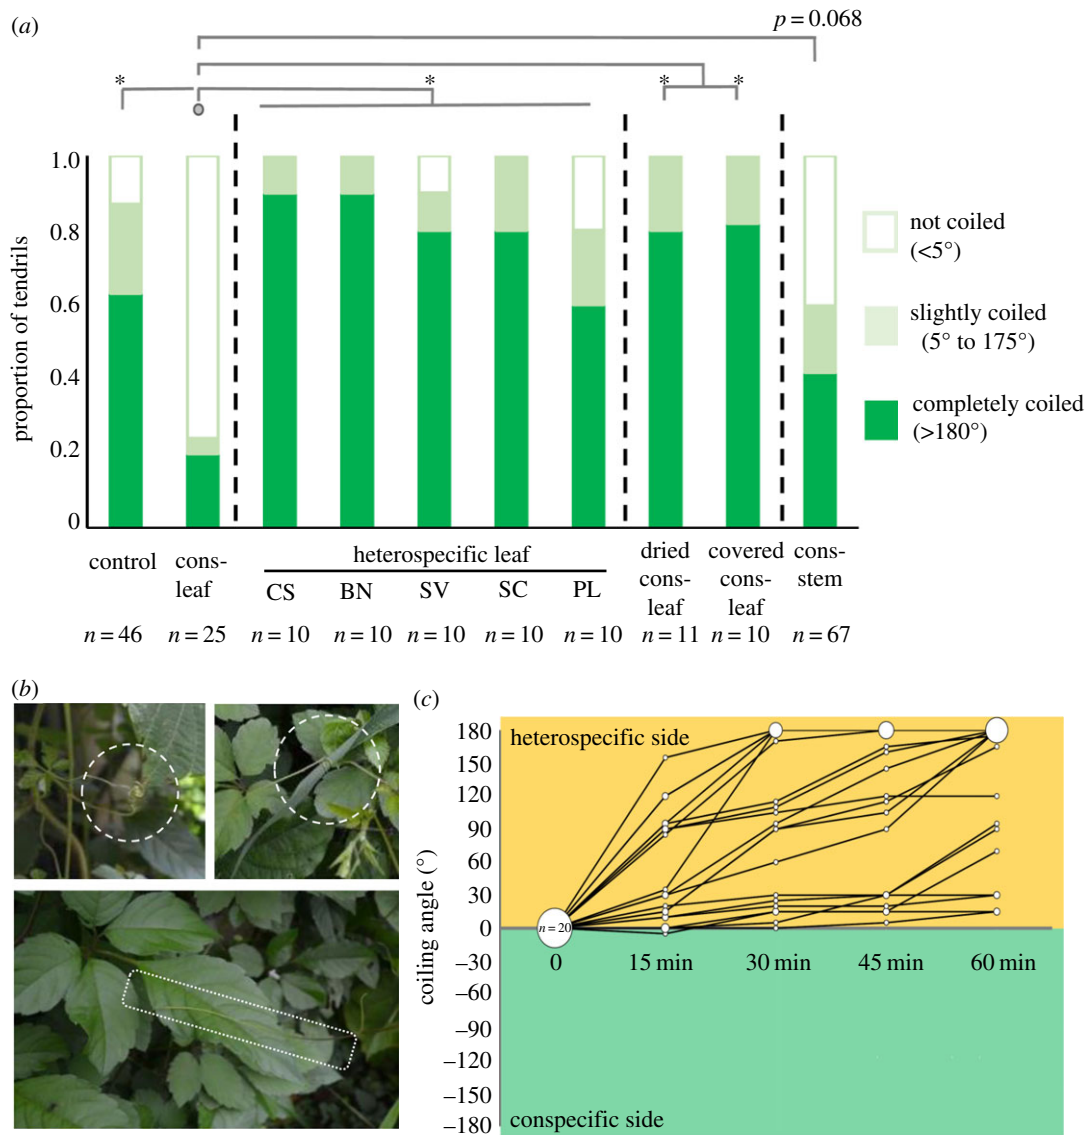 (a)
p = 0.068
* * * *
1.0
0.8
0.6
0.4
0.2
0
proportion of tendrils
not coiled
(<5°)
slightly coiled
(5° to 175°)
completely coiled
(>180°)
control
cons-
leaf
heterospecific leaf
CS BN SV SC PL
dried
cons-
leaf
covered
cons-
leaf
cons-
stem
n = 46 n = 25 n = 10 n = 10 n = 10 n = 10 n = 10 n = 11 n = 10 n = 67
(b)
(c)
180
150
120
90
60
30
0
–30
–60
–90
–120
–150
–180
coiling angle (°)
heterospecific side
n = 20
0 15 min 30 min 45 min 60 min
conspecific side